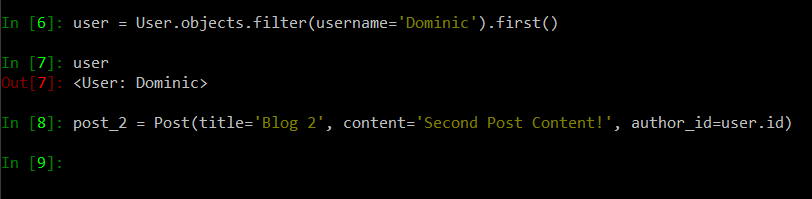 In [6]: user = User.objects.filter(username='Dominic').first()
In [7]: user
Out[7]: <User: Dominic>
In [8]: post_2 = Post(title='Blog 2', content='Second Post Content!', author_id=user.id)
In [9]: